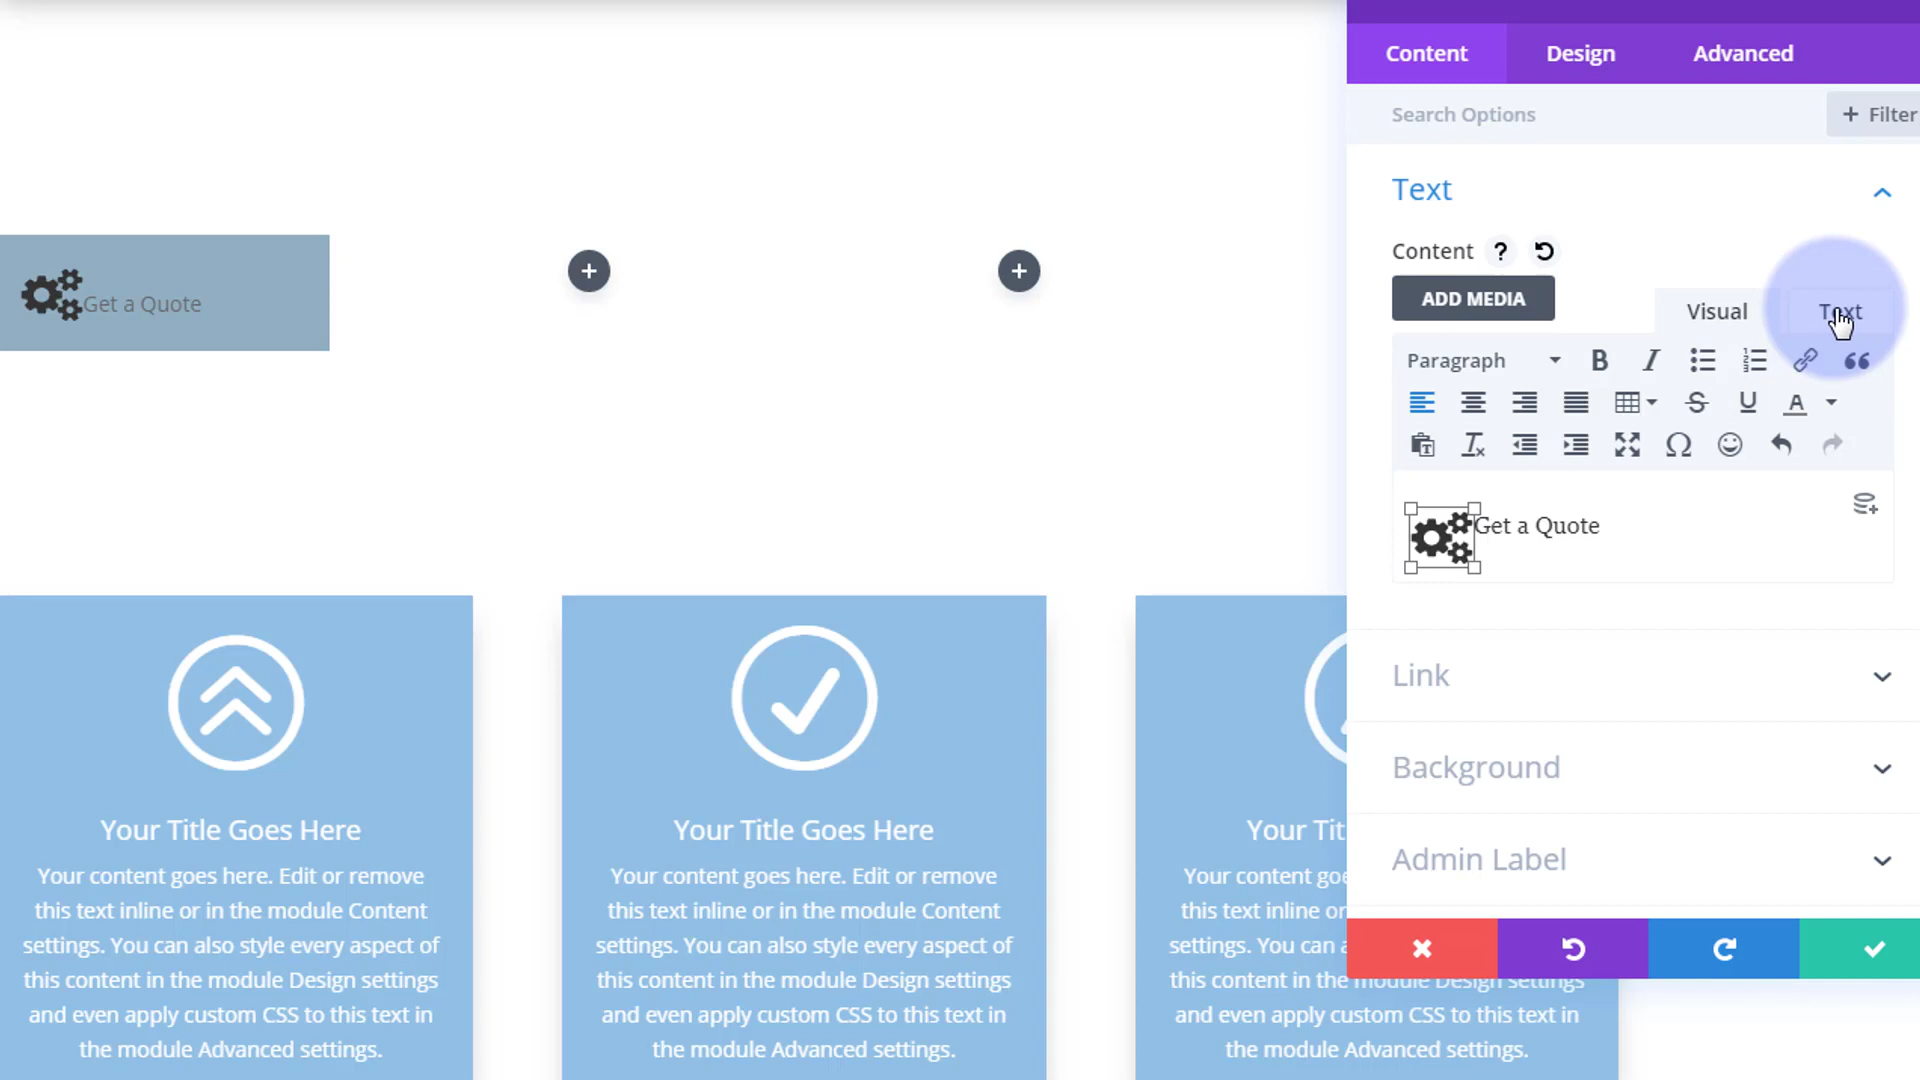 Content Design Advanced
Search Options + Filter
Text
Content ?
ADD MEDIA
Visual Text
Paragraph B I
Get a Quote
Link
Background
Admin Label
Get a Quote
Your Title Goes Here
Your content goes here. Edit or remove
this text inline or in the module Content
settings. You can also style every aspect of
this content in the module Design settings
and even apply custom CSS to this text in
the module Advanced settings.
Your Title Goes Here
Your content goes here. Edit or remove
this text inline or in the module Content
settings. You can also style every aspect of
this content in the module Design settings
and even apply custom CSS to this text in
the module Advanced settings.
Your Tit
Your content goe
this text inline or
settings. You can a
this content in the module Design settings
and even apply custom CSS to this text in
the module Advanced settings.